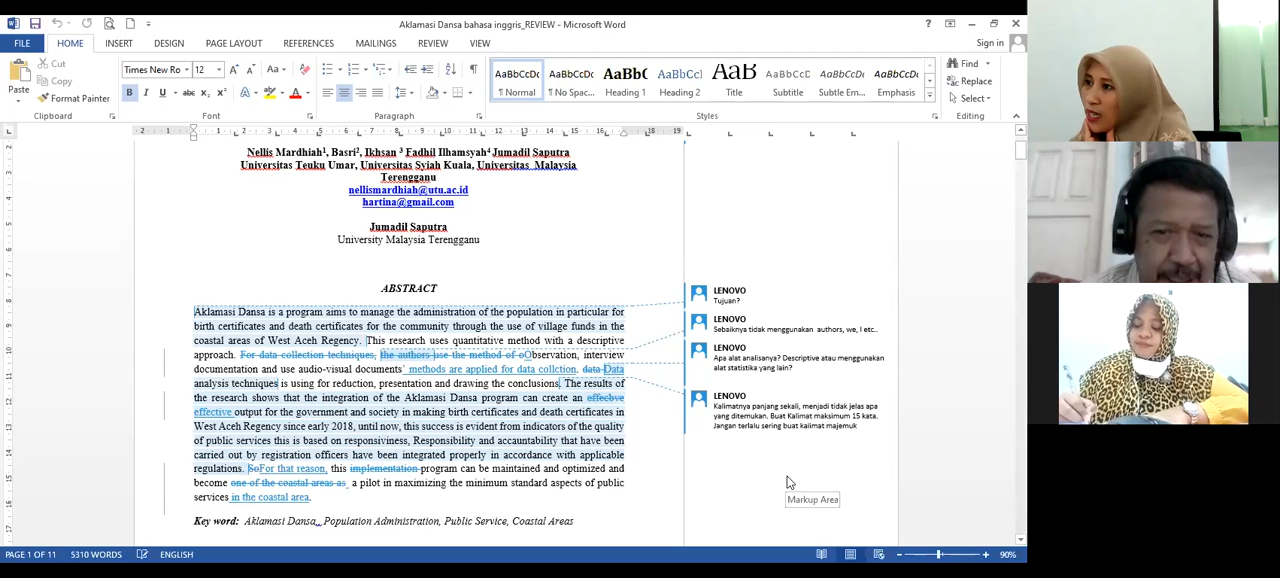 Aklamasi Dansa bahasa inggris_REVIEW - Microsoft Word
FILE HOME INSERT DESIGN PAGE LAYOUT REFERENCES MAILINGS REVIEW VIEW Sign in
Paste
Cut
Copy
Format Painter
Clipboard
Times New Ro 12
Font
Paragraph
AaBbCcDc AaBbCcDc AaBbC AaBbCcI AaB AaBbCcD AaBbCcDc AaBbCcDc
¶ Normal ¶ No Spac... Heading 1 Heading 2 Title Subtitle Subtle Em... Emphasis
Styles
Find
Replace
Select
Editing
Nellis Mardhiah1, Basri2, Ikhsan 3 Fadhil Ilhamsyah4 Jumadil Saputra
Universitas Teuku Umar, Universitas Syiah Kuala, Universitas Malaysia
Terengganu
nellismardhiah@utu.ac.id
hartina@gmail.com
Jumadil Saputra
University Malaysia Terengganu
ABSTRACT
Aklamasi Dansa is a program aims to manage the administration of the population in particular for
birth certificates and death certificates for the community through the use of village funds in the
coastal areas of West Aceh Regency. This research uses quantitative method with a descriptive
approach. For data collection techniques, the authors use the method of oObservation, interview
documentation and use audio-visual documents' methods are applied for data collction. data Data
analysis techniques is using for reduction, presentation and drawing the conclusions. The results of
the research shows that the integration of the Aklamasi Dansa program can create an effecbve
effective output for the government and society in making birth certificates and death certificates in
West Aceh Regency since early 2018, until now, this success is evident from indicators of the quality
of public services this is based on responsiviness, Responsibility and accauntability that have been
carried out by registration officers have been integrated properly in accordance with applicable
regulations. SoFor that reason, this implementation program can be maintained and optimized and
become one of the coastal areas as a pilot in maximizing the minimum standard aspects of public
services in the coastal area.
Key word: Aklamasi Dansa,, Population Administration, Public Service, Coastal Areas
LENOVO
Tujuan?
LENOVO
Sebaiknya tidak menggunakan authors, we, I etc..
LENOVO
Apa alat analisanya? Descriptive atau menggunakan
alat statistika yang lain?
LENOVO
Kalimatnya panjang sekali, menjadi tidak jelas apa
yang ditemukan. Buat Kalimat maksimum 15 kata.
Jangan terlalu sering buat kalimat majemuk
Markup Area
PAGE 1 OF 11 5310 WORDS ENGLISH 90%